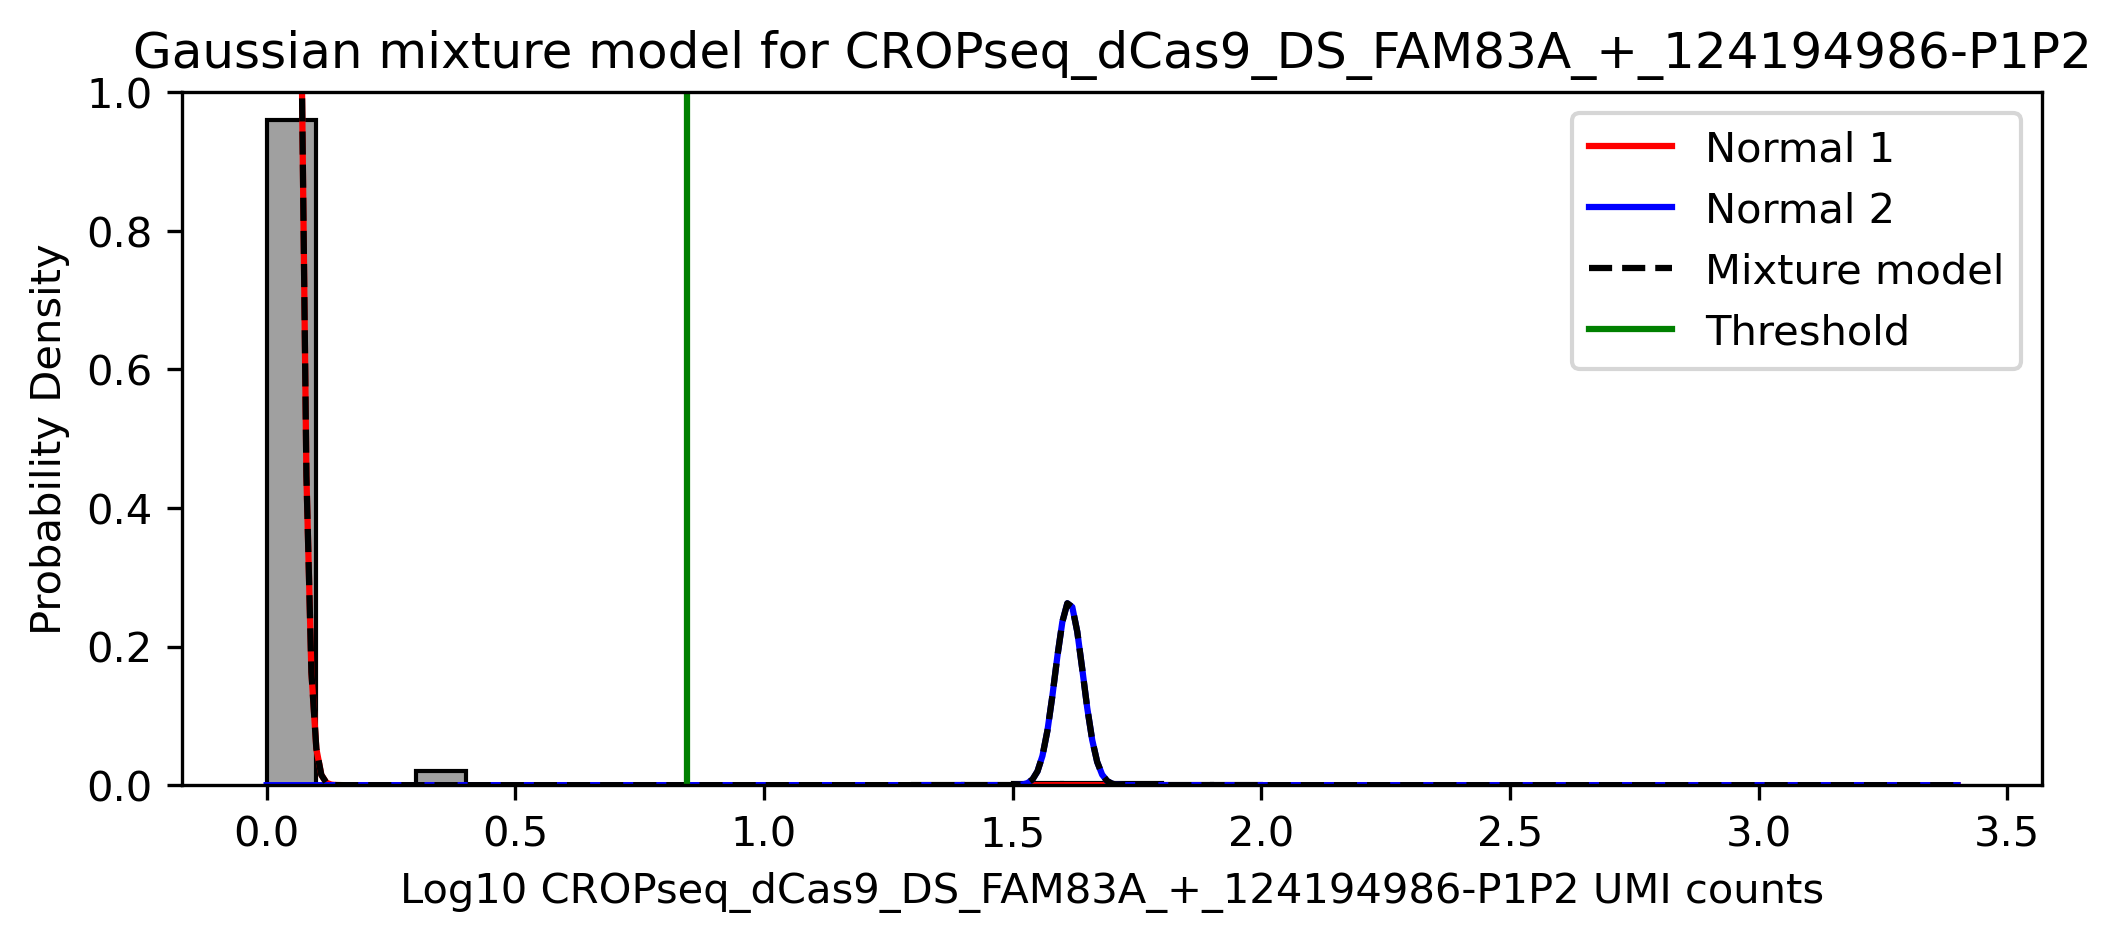 Gaussian mixture model for CROPseq_dCas9_DS_FAM83A_+_124194986-P1P2
Probability Density
1.0
0.8
0.6
0.4
0.2
0.0
Normal 1
Normal 2
Mixture model
Threshold
0.0 0.5 1.0 1.5 2.0 2.5 3.0 3.5
Log10 CROPseq_dCas9_DS_FAM83A_+_124194986-P1P2 UMI counts